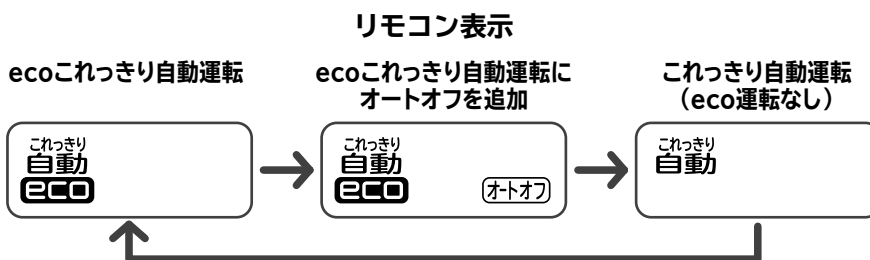 リモコン表示
ecoこれっきり自動運転
ecoこれっきり自動運転に
オートオフを追加
これっきり自動運転
（eco運転なし）
これっきり
自動
eco
これっきり
自動
eco
オートオフ
これっきり
自動